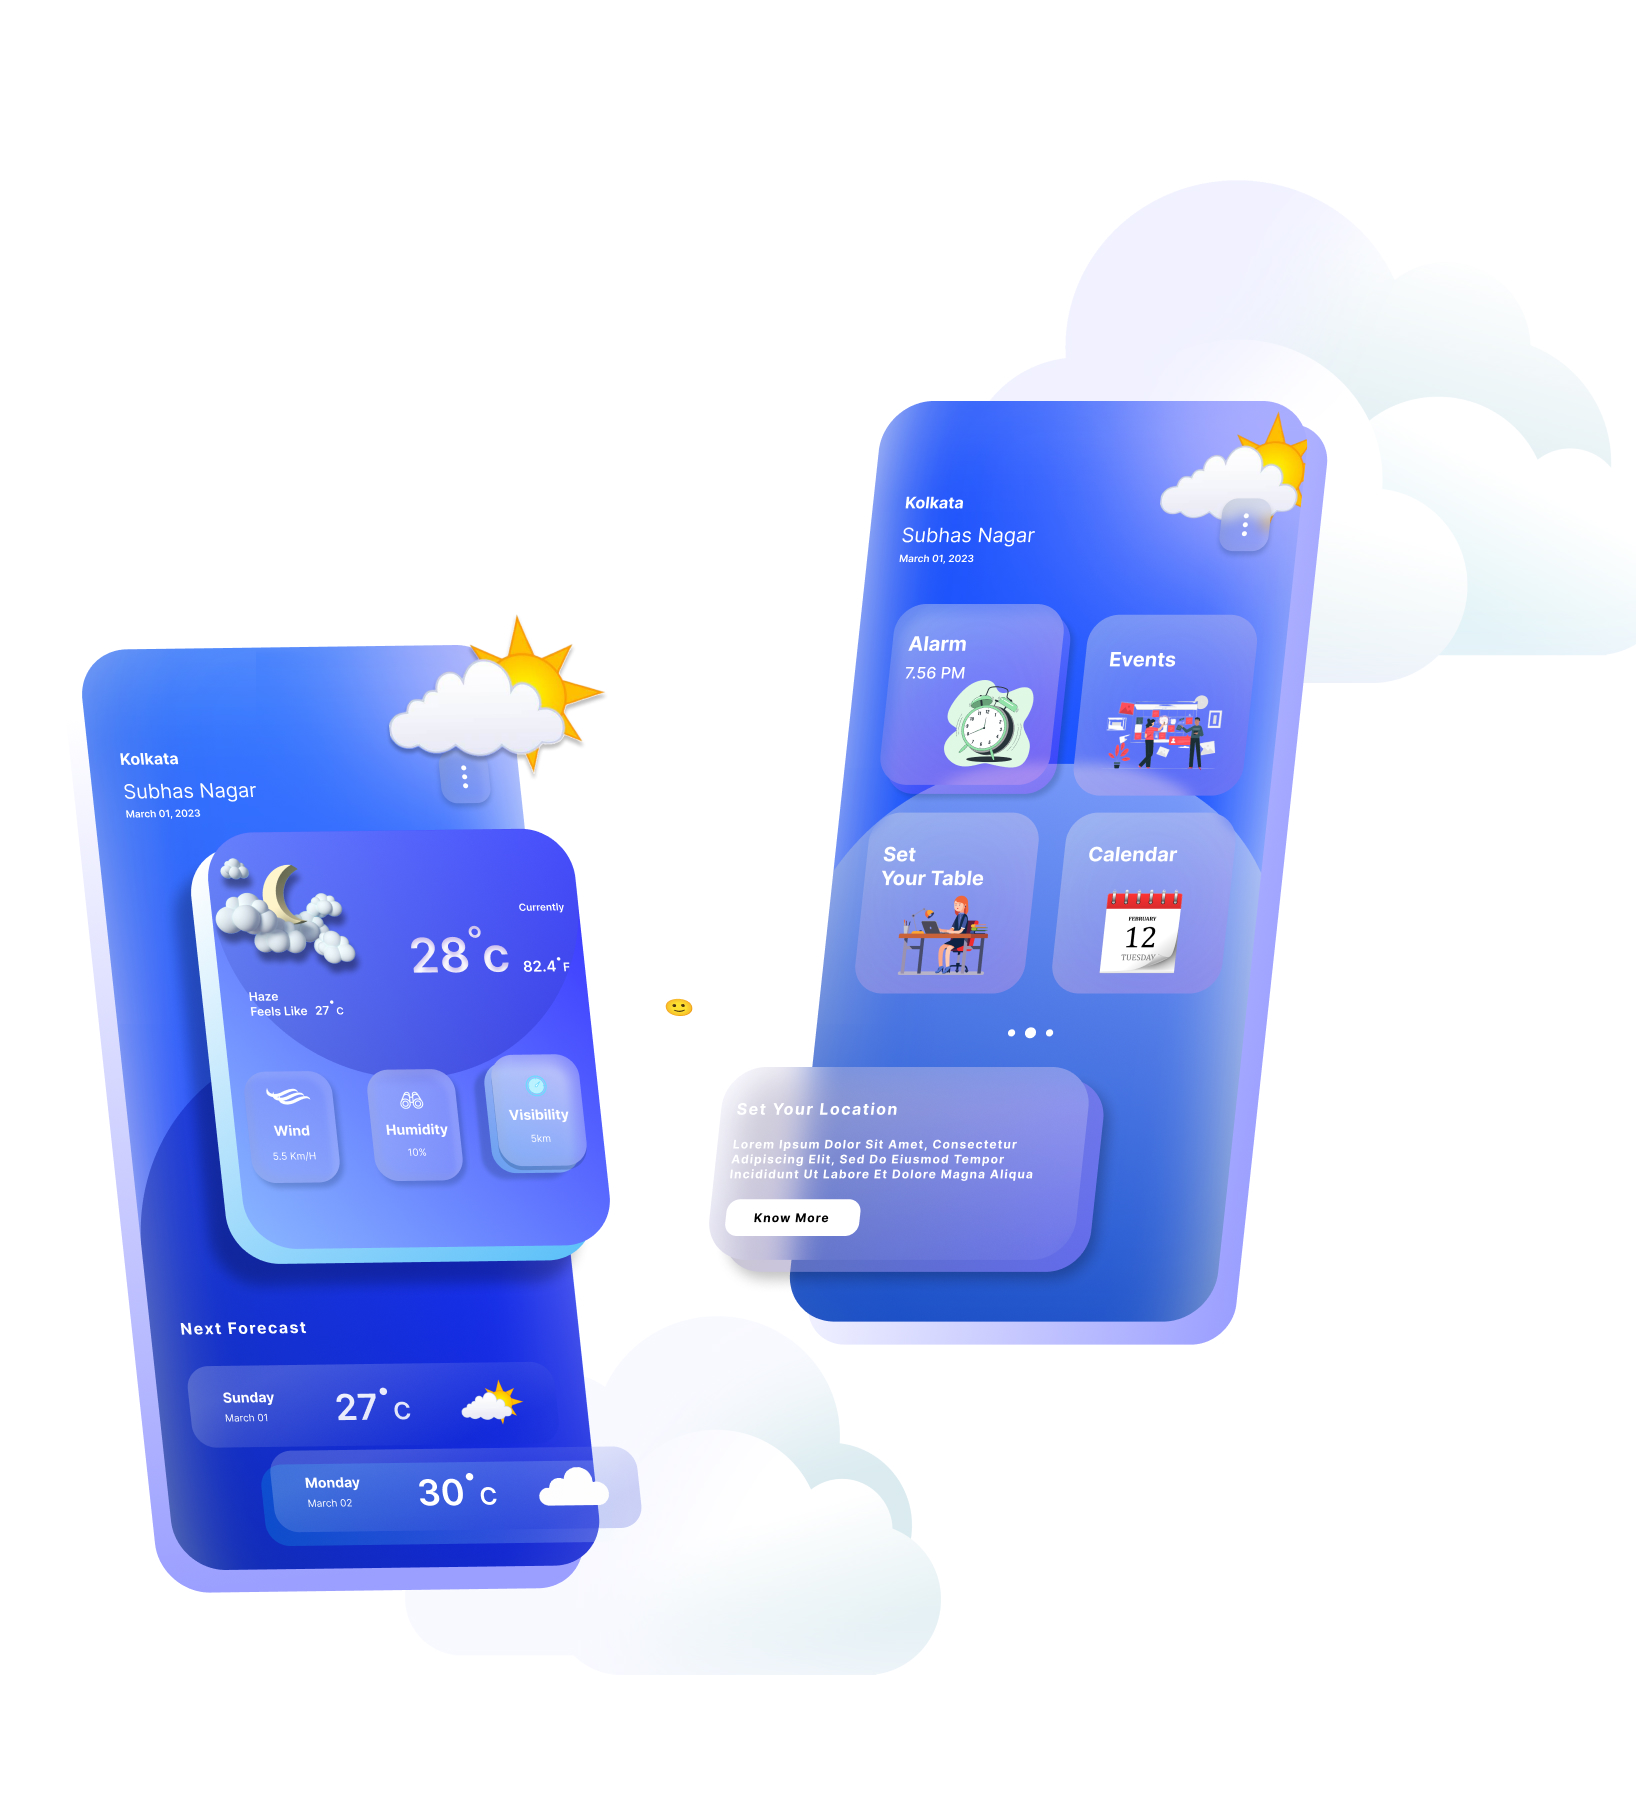 Kolkata
Subhas Nagar
March 01, 2023
Currently
28°C 82.4°F
Haze
Feels Like 27°C
Wind
5.5 Km/H
Humidity
10%
Visibility
5km
Next Forecast
Sunday
March 01
27°C
Monday
March 02
30°C
Kolkata
Subhas Nagar
March 01, 2023
Alarm
7.56 PM
Events
Set
Your Table
Calendar
FEBRUARY
12
TUESDAY
Set Your Location
Lorem Ipsum Dolor Sit Amet, Consectetur
Adipiscing Elit, Sed Do Eiusmod Tempor
Incididunt Ut Labore Et Dolore Magna Aliqua
Know More